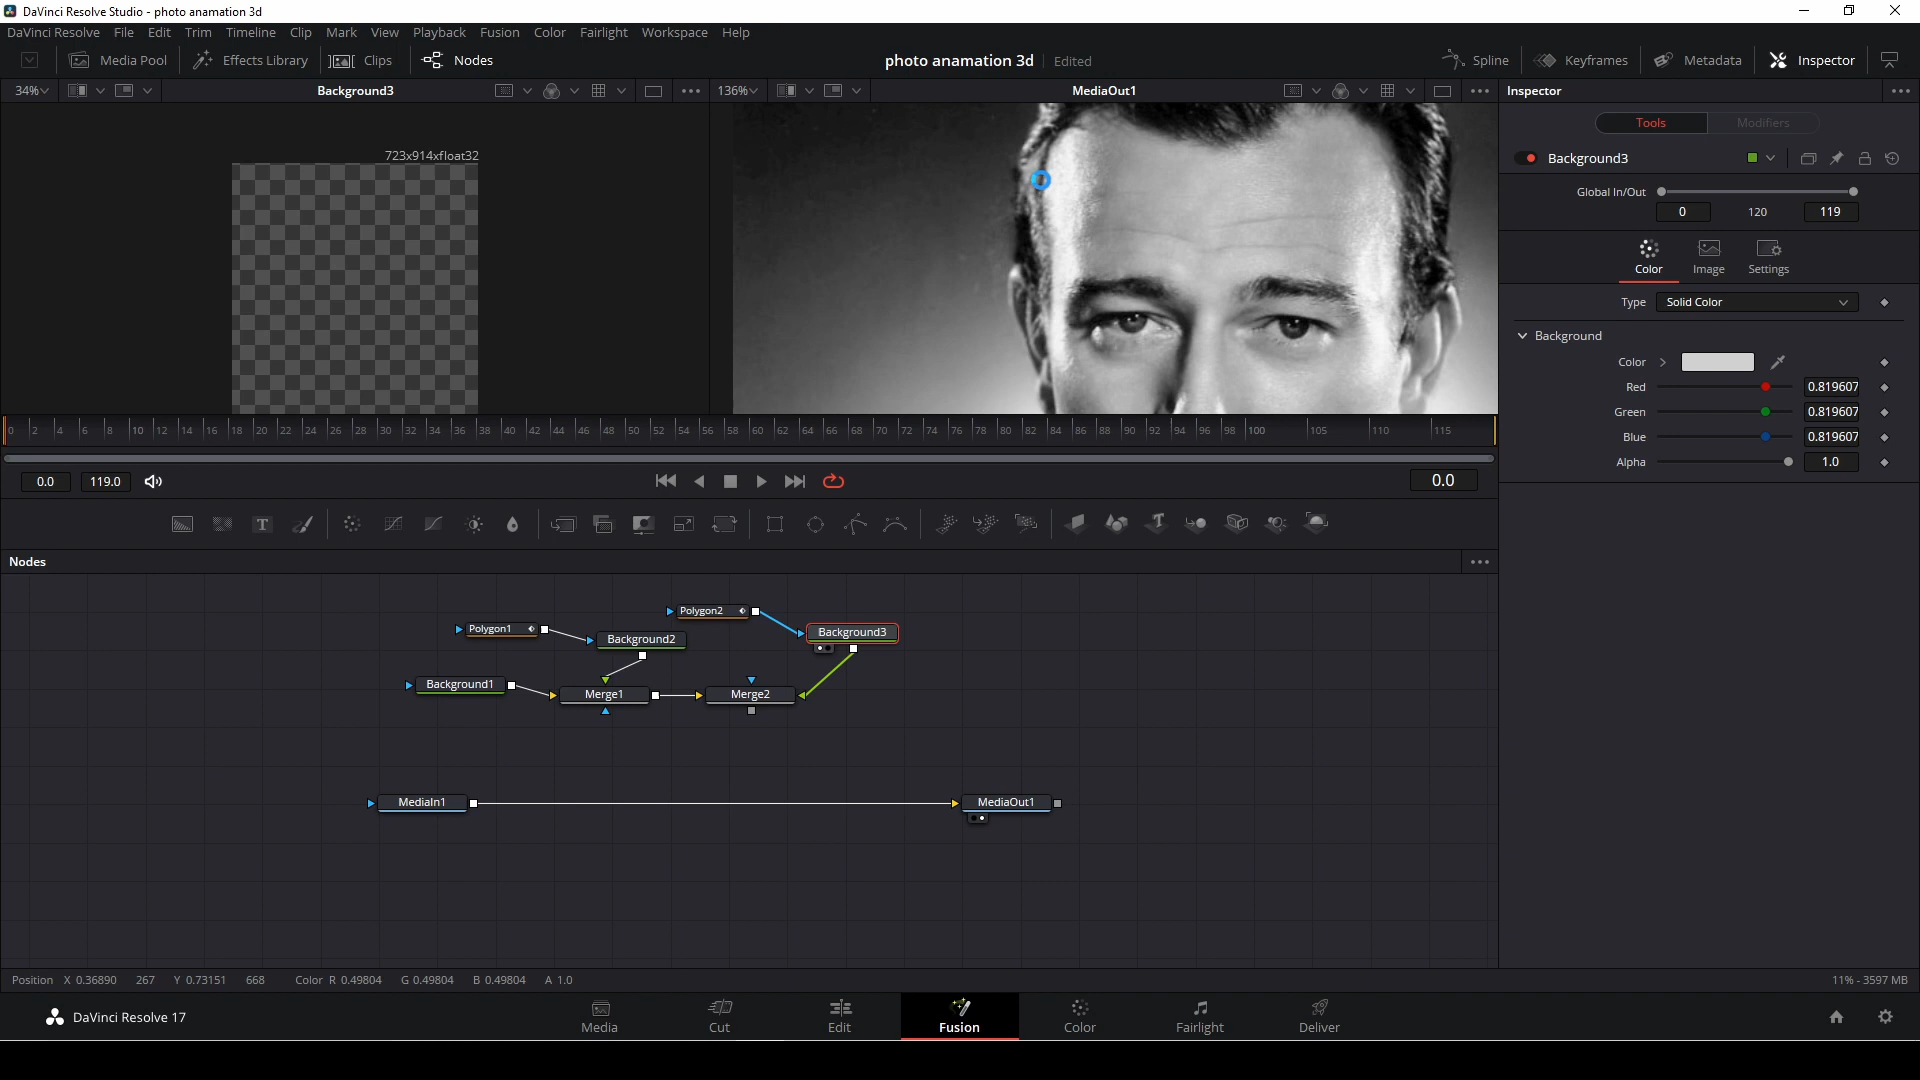 DaVinci Resolve Studio - photo anamation 3d
DaVinci Resolve File Edit Trim Timeline Clip Mark View Playback Fusion Color Fairlight Workspace Help
Media Pool Effects Library Clips Nodes photo anamation 3d Edited Spline Keyframes Metadata Inspector
34% Background3 136% MediaOut1 Inspector
Tools Modifiers
723x914xfloat32
Background3
Global In/Out
0 120 119
Color Image Settings
Type Solid Color
Background
Color
Red 0.819607
Green 0.819607
Blue 0.819607
Alpha 1.0
0 2 4 6 8 10 12 14 16 18 20 22 24 26 28 30 32 34 36 38 40 42 44 46 48 50 52 54 56 58 60 62 64 66 68 70 72 74 76 78 80 82 84 86 88 90 92 94 96 98 100 105 110 115
0.0 119.0 0.0
T
Nodes
Polygon2
Polygon1 Background3
Background2
Background1 Merge1 Merge2
MediaIn1 MediaOut1
Position X 0.36890 267 Y 0.73151 668 Color R 0.49804 G 0.49804 B 0.49804 A 1.0 11% - 3597 MB
DaVinci Resolve 17 Media Cut Edit Fusion Color Fairlight Deliver